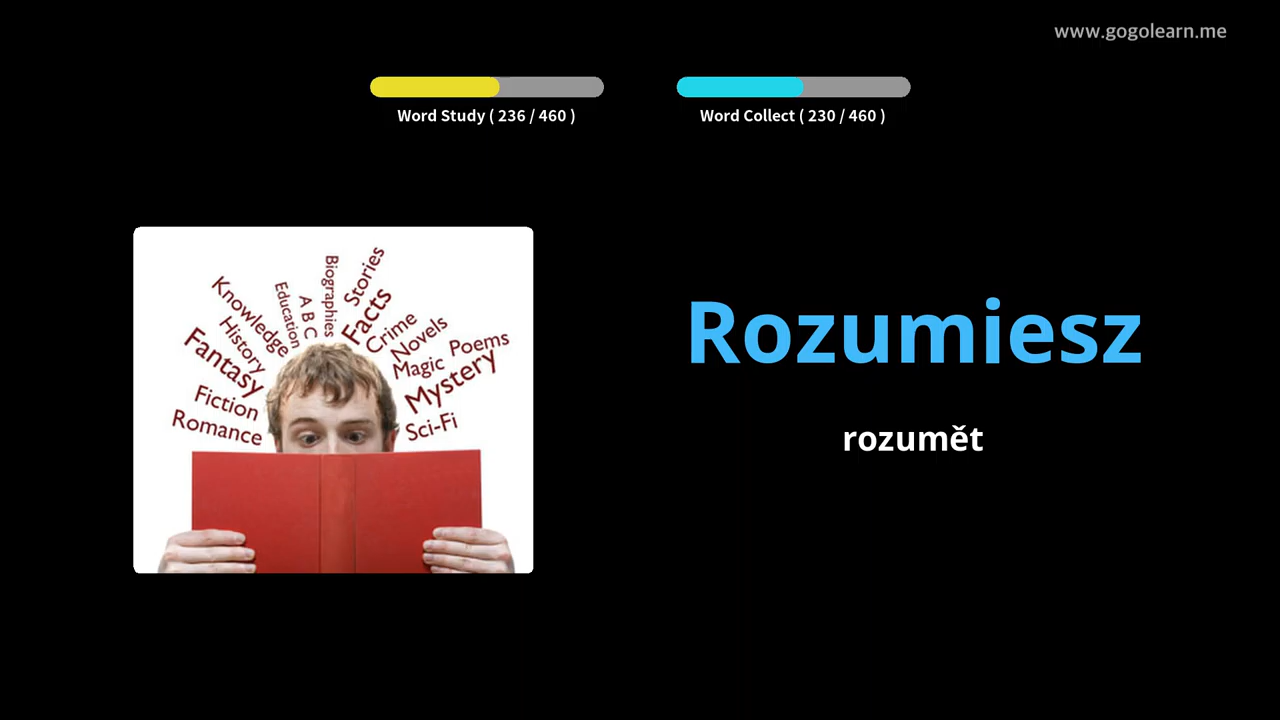 www.gogolearn.me
Word Study ( 236 / 460 )
Word Collect ( 230 / 460 )
Stories
Biographies
Facts
A B C
Education
Knowledge
Crime
Novels
History
Poems
Magic
Fantasy
Mystery
Fiction
Sci-Fi
Romance
Rozumiesz
rozumět